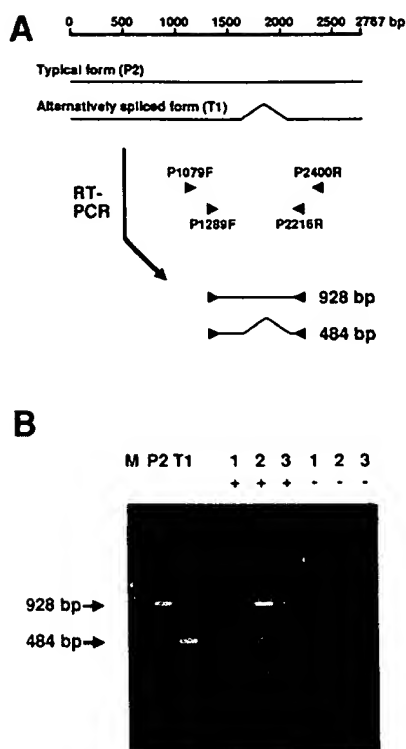 A
0 500 1000 1500 2000 2500 2767 bp
Typical form (P2)
Alternatively spliced form (T1)
RT-
PCR
P1079F P2400R
P1289F P2216R
928 bp
484 bp
B
M P2 T1 1 2 3 1 2 3
+ + + - - -
928 bp
484 bp